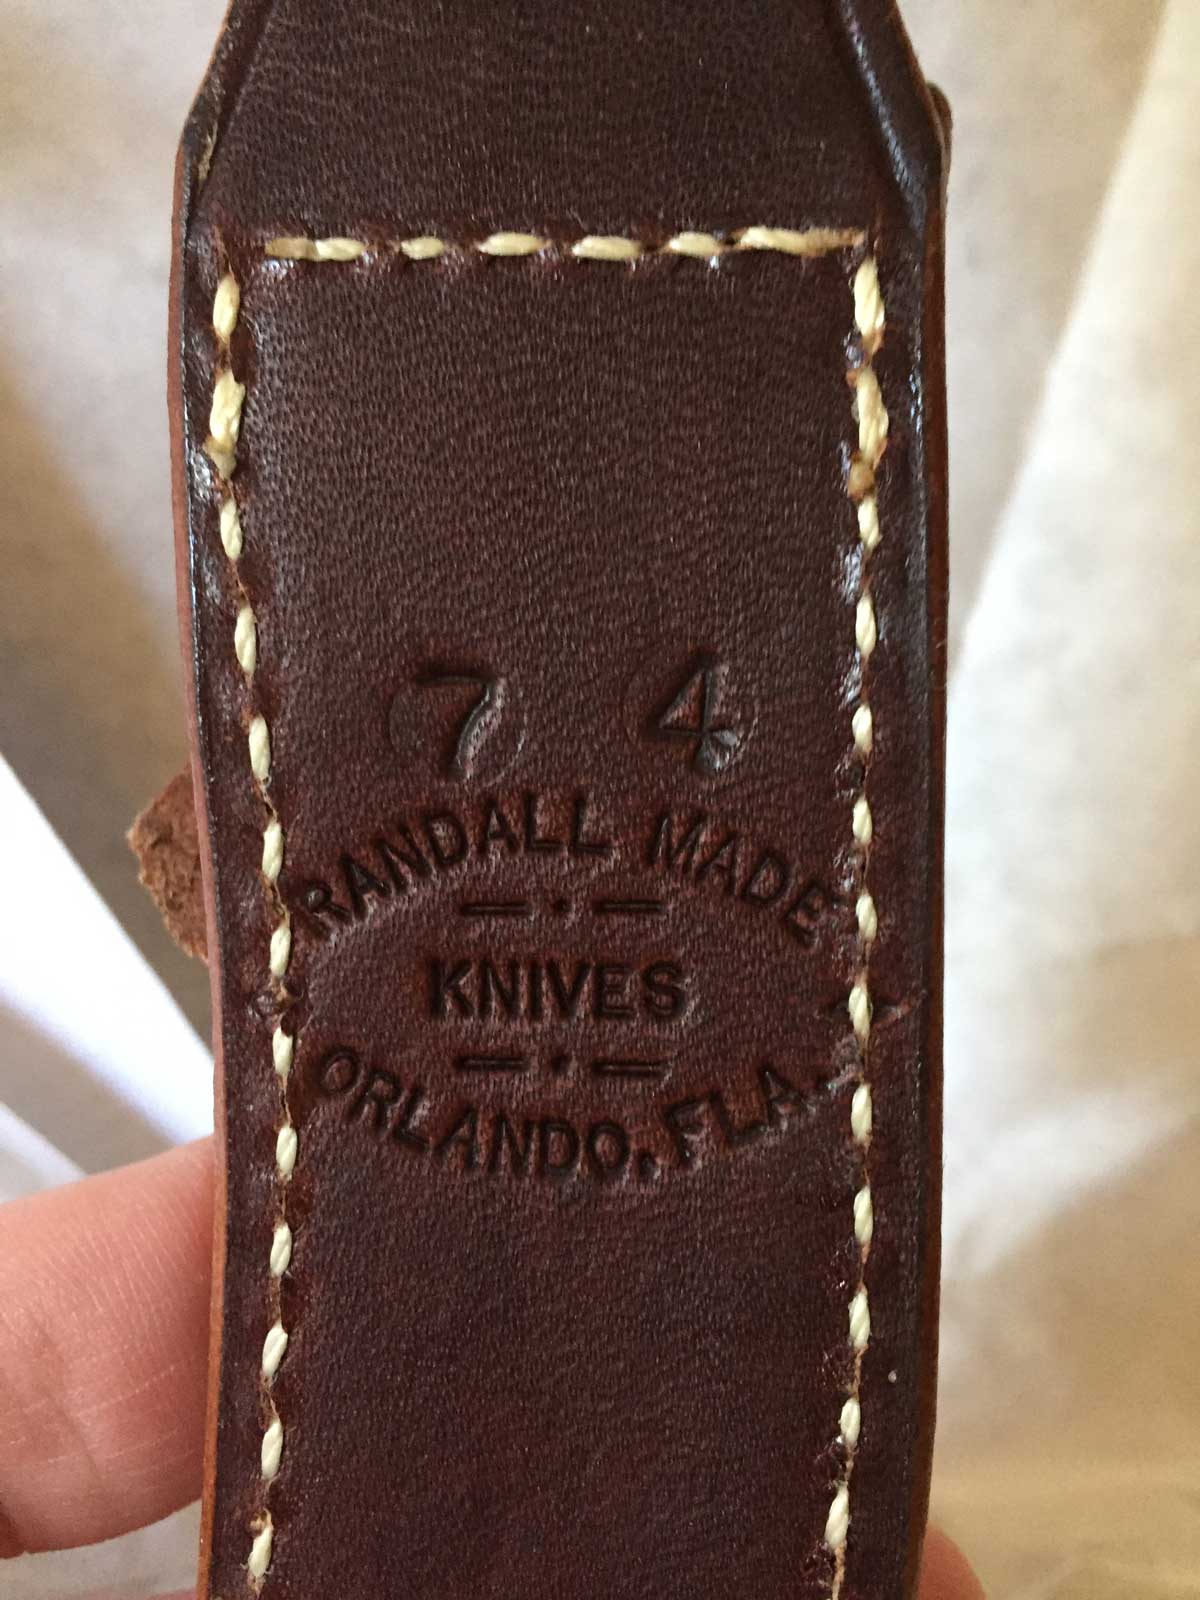 7 4
RANDALL MADE
KNIVES
ORLANDO, FLA.